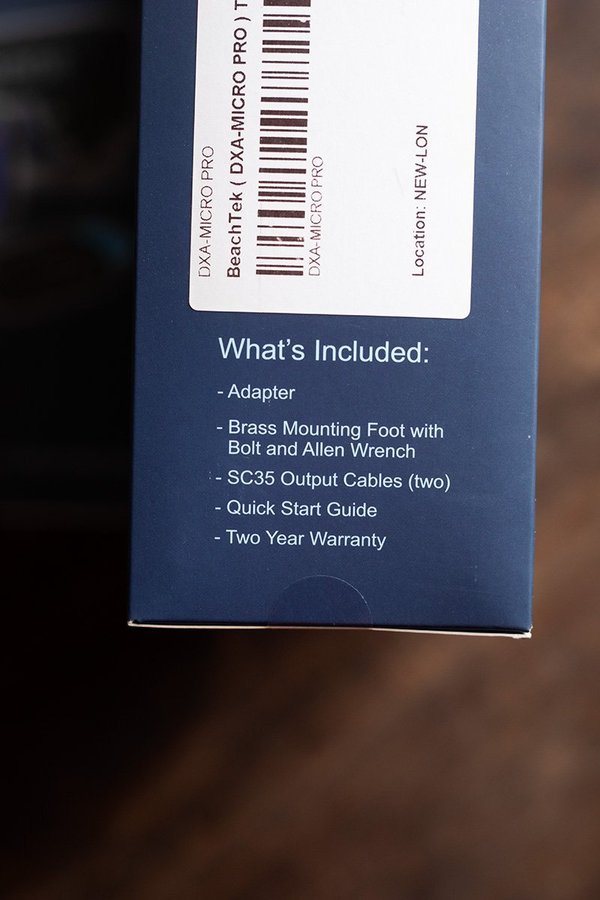 DXA-MICRO PRO
BeachTek ( DXA-MICRO PRO ) T
DXA-MICRO PRO
Location: NEW-LON
What's Included:
- Adapter
- Brass Mounting Foot with
Bolt and Allen Wrench
- SC35 Output Cables (two)
- Quick Start Guide
- Two Year Warranty